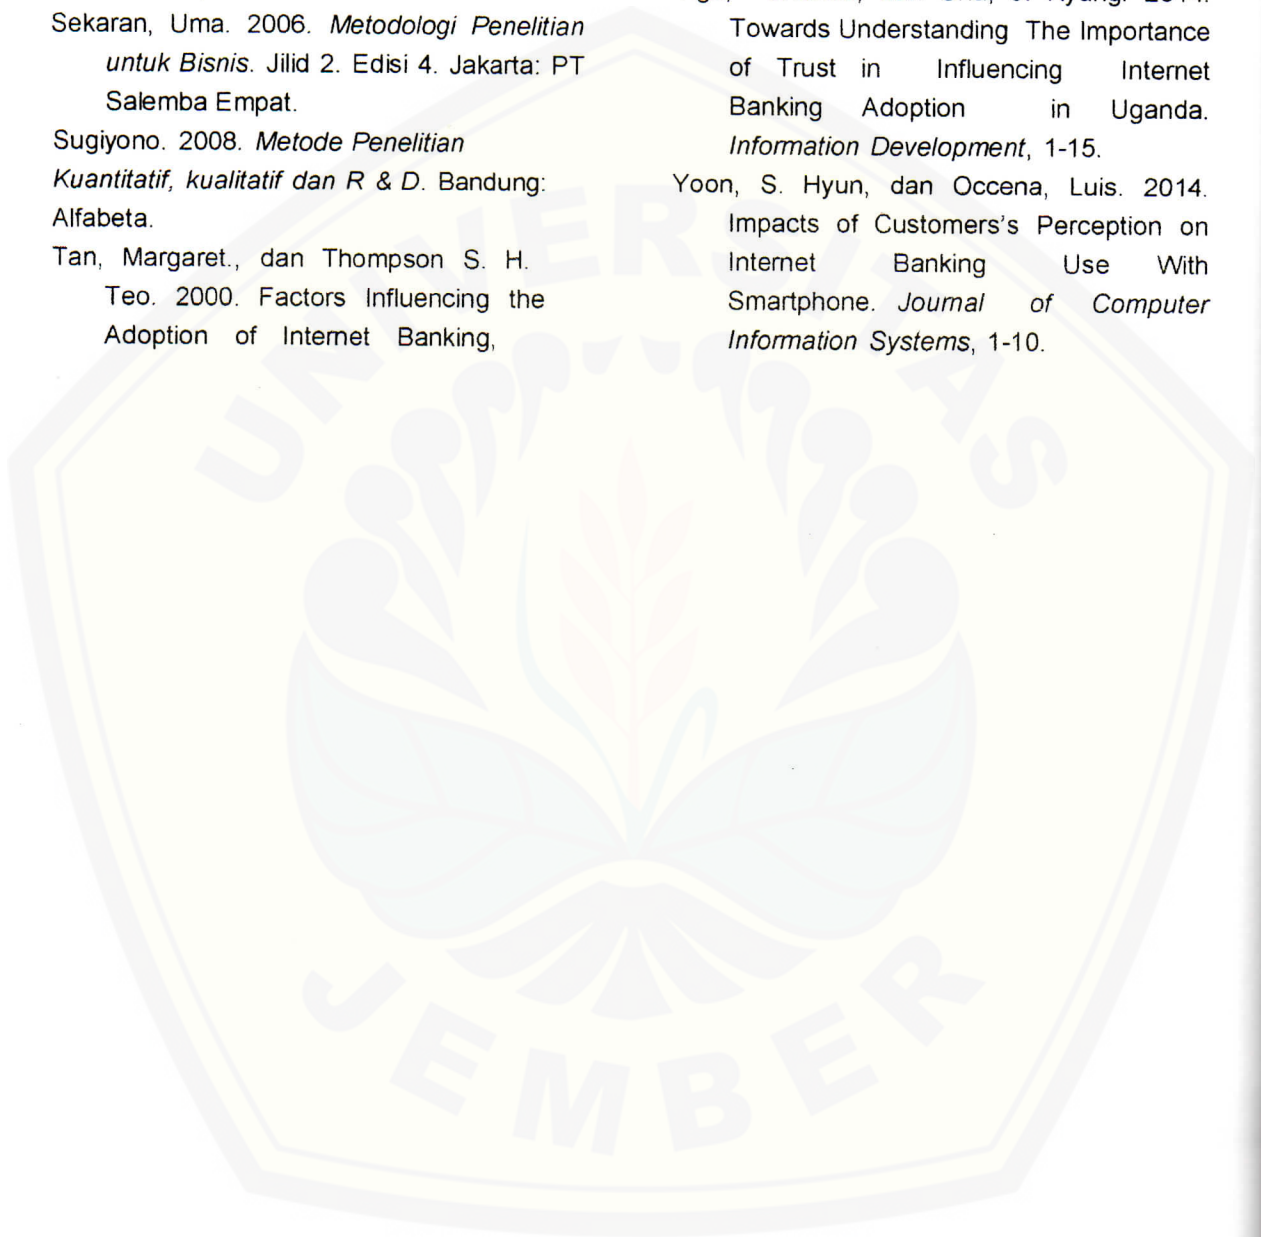 Sekaran, Uma. 2006. Metodologi Penelitian
untuk Bisnis. Jilid 2. Edisi 4. Jakarta: PT
Salemba Empat.
Sugiyono. 2008. Metode Penelitian
Kuantitatif, kualitatif dan R & D. Bandung:
Alfabeta.
Tan, Margaret., dan Thompson S. H.
Teo. 2000. Factors Influencing the
Adoption of Internet Banking,
Towards Understanding The Importance
of Trust in Influencing Internet
Banking Adoption in Uganda.
Information Development, 1-15.
Yoon, S. Hyun, dan Occena, Luis. 2014.
Impacts of Customers's Perception on
Internet Banking Use With
Smartphone. Journal of Computer
Information Systems, 1-10.
UNIVERSITAS
JEMBER